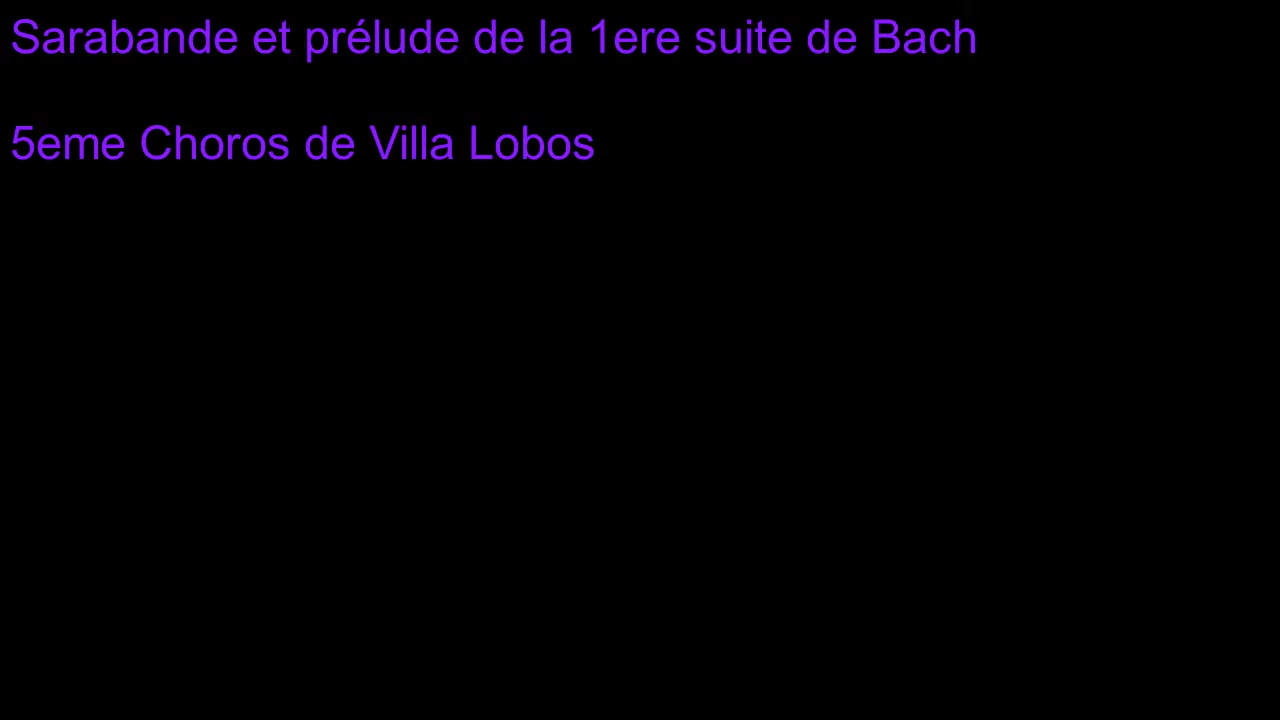 Sarabande et prélude de la 1ere suite de Bach
5eme Choros de Villa Lobos